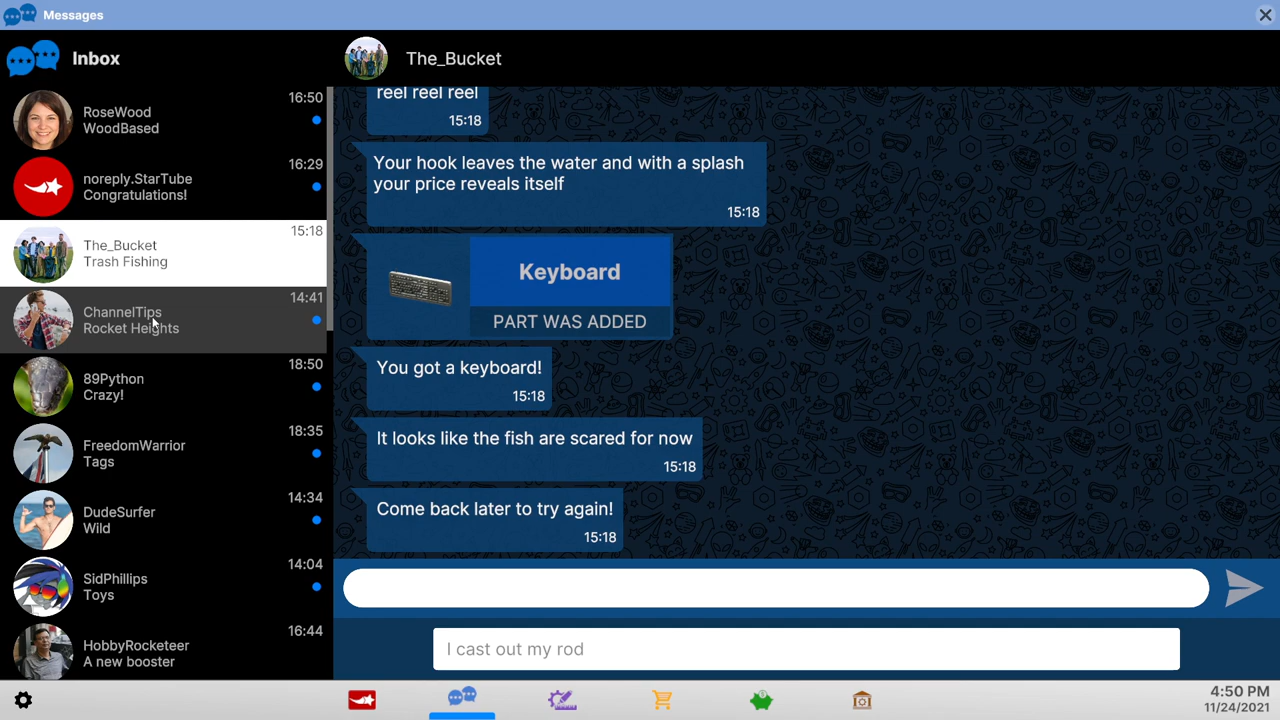 Messages
Inbox
RoseWood
WoodBased
16:50
noreply.StarTube
Congratulations!
16:29
The_Bucket
Trash Fishing
15:18
ChannelTips
Rocket Heights
14:41
89Python
Crazy!
18:50
FreedomWarrior
Tags
18:35
DudeSurfer
Wild
14:34
SidPhillips
Toys
14:04
HobbyRocketeer
A new booster
16:44
The_Bucket
reel reel reel
15:18
Your hook leaves the water and with a splash
your price reveals itself
15:18
Keyboard
PART WAS ADDED
You got a keyboard!
15:18
It looks like the fish are scared for now
15:18
Come back later to try again!
15:18
I cast out my rod
4:50 PM
11/24/2021